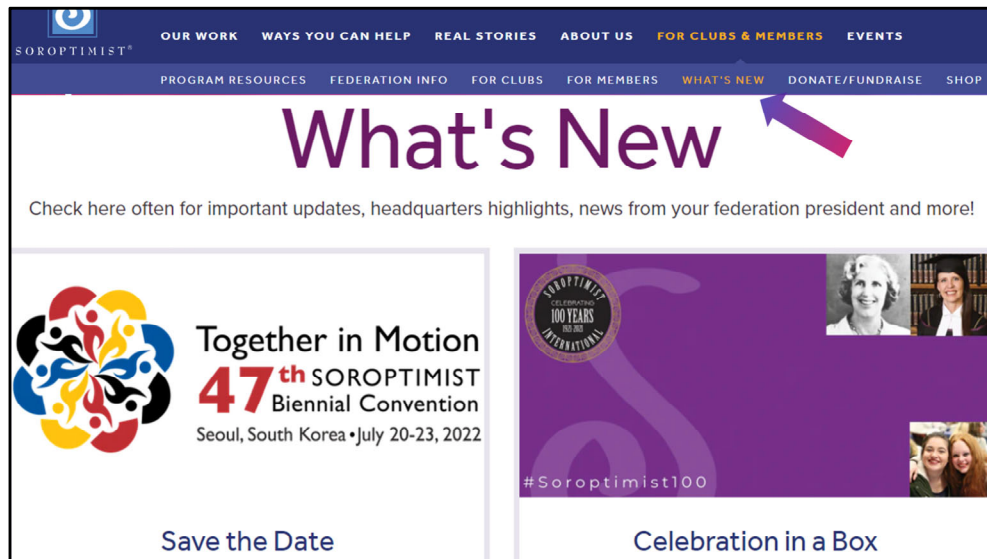 SOROPTIMIST®
OUR WORK WAYS YOU CAN HELP REAL STORIES ABOUT US FOR CLUBS & MEMBERS EVENTS
PROGRAM RESOURCES FEDERATION INFO FOR CLUBS FOR MEMBERS WHAT'S NEW DONATE/FUNDRAISE SHOP
What's New
Check here often for important updates, headquarters highlights, news from your federation president and more!
Together in Motion
47th SOROPTIMIST
Biennial Convention
Seoul, South Korea•July 20-23, 2022
Save the Date
SOROPTIMIST
CELEBRATING
100 YEARS
1921-2021
INTERNATIONAL
#Soroptimist100
Celebration in a Box